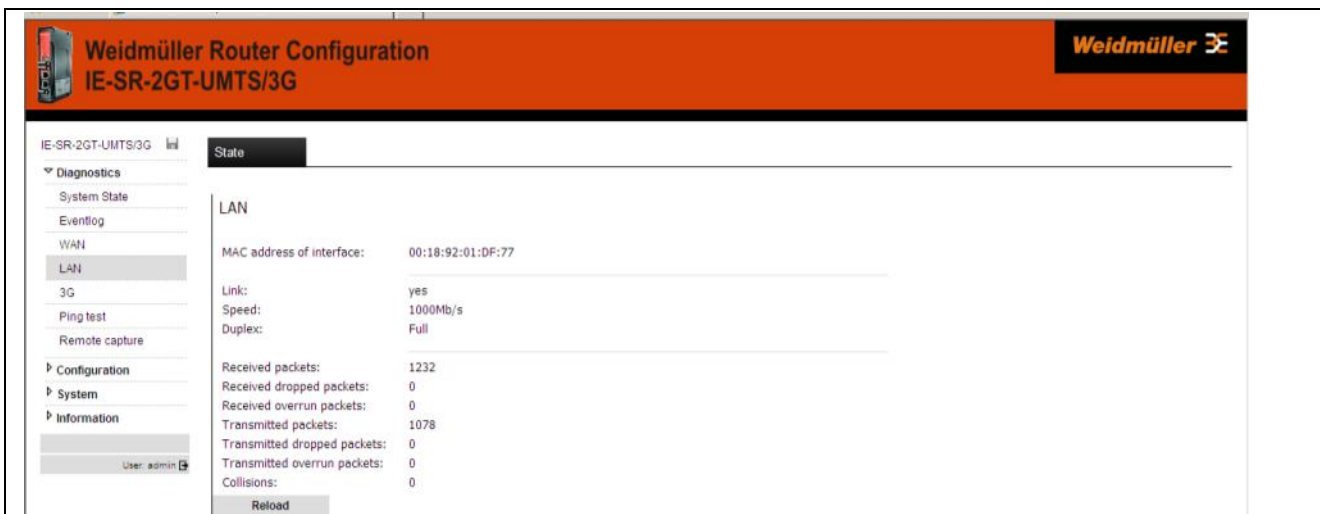 Weidmüller Router Configuration
IE-SR-2GT-UMTS/3G
Weidmüller
IE-SR-2GT-UMTS/3G
Diagnostics
System State
Eventlog
WAN
LAN
3G
Ping test
Remote capture
Configuration
System
Information
User: admin
State
LAN
MAC address of interface: 00:18:92:01:DF:77
Link: yes
Speed: 1000Mb/s
Duplex: Full
Received packets: 1232
Received dropped packets: 0
Received overrun packets: 0
Transmitted packets: 1078
Transmitted dropped packets: 0
Transmitted overrun packets: 0
Collisions: 0
Reload